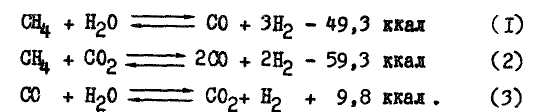 CH₄ + H₂O ⇌ CO + 3H₂ - 49,3 ккал (1)
CH₄ + CO₂ ⇌ 2CO + 2H₂ - 59,3 ккал (2)
CO + H₂O ⇌ CO₂+ H₂ + 9,8 ккал. (3)